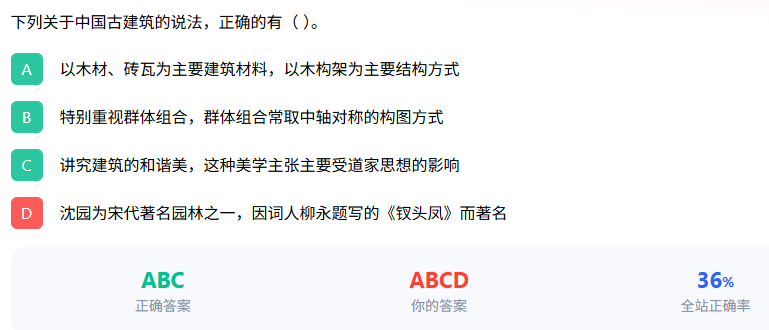 下列关于中国古建筑的说法，正确的有（ ）。
A 以木材、砖瓦为主要建筑材料，以木构架为主要结构方式
B 特别重视群体组合，群体组合常取中轴对称的构图方式
C 讲究建筑的和谐美，这种美学主张主要受道家思想的影响
D 沈园为宋代著名园林之一，因词人柳永题写的《钗头凤》而著名
ABC ABCD 36%
正确答案 你的答案 全站正确率